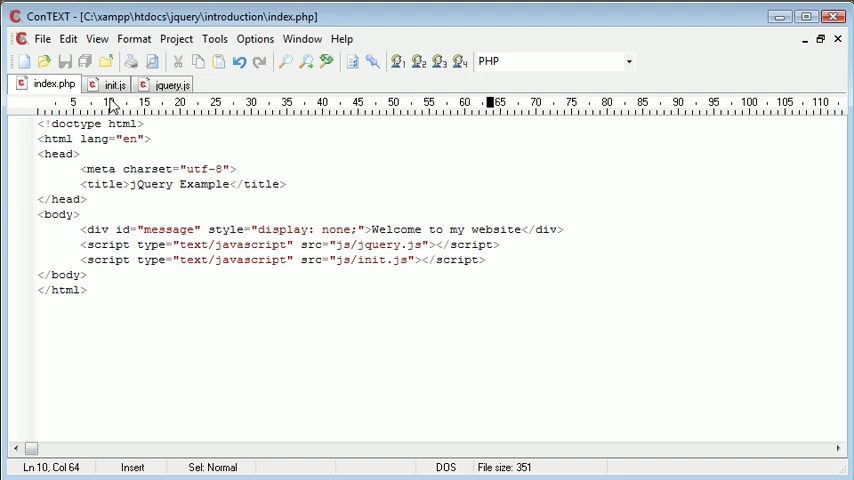 ConTEXT - [C:\xampp\htdocs\jquery\introduction\index.php]
File Edit View Format Project Tools Options Window Help
1 2 3 4 PHP
index.php init.js jquery.js
5 10 15 20 25 30 35 40 45 50 55 60 65 70 75 80 85 90 95 100 105 110
<!doctype html>
<html lang="en">
<head>
<meta charset="utf-8">
<title>jQuery Example</title>
</head>
<body>
<div id="message" style="display: none;">Welcome to my website</div>
<script type="text/javascript" src="js/jquery.js"></script>
<script type="text/javascript" src="js/init.js"></script>
</body>
</html>
Ln 10, Col 64 Insert Sel: Normal DOS File size: 351